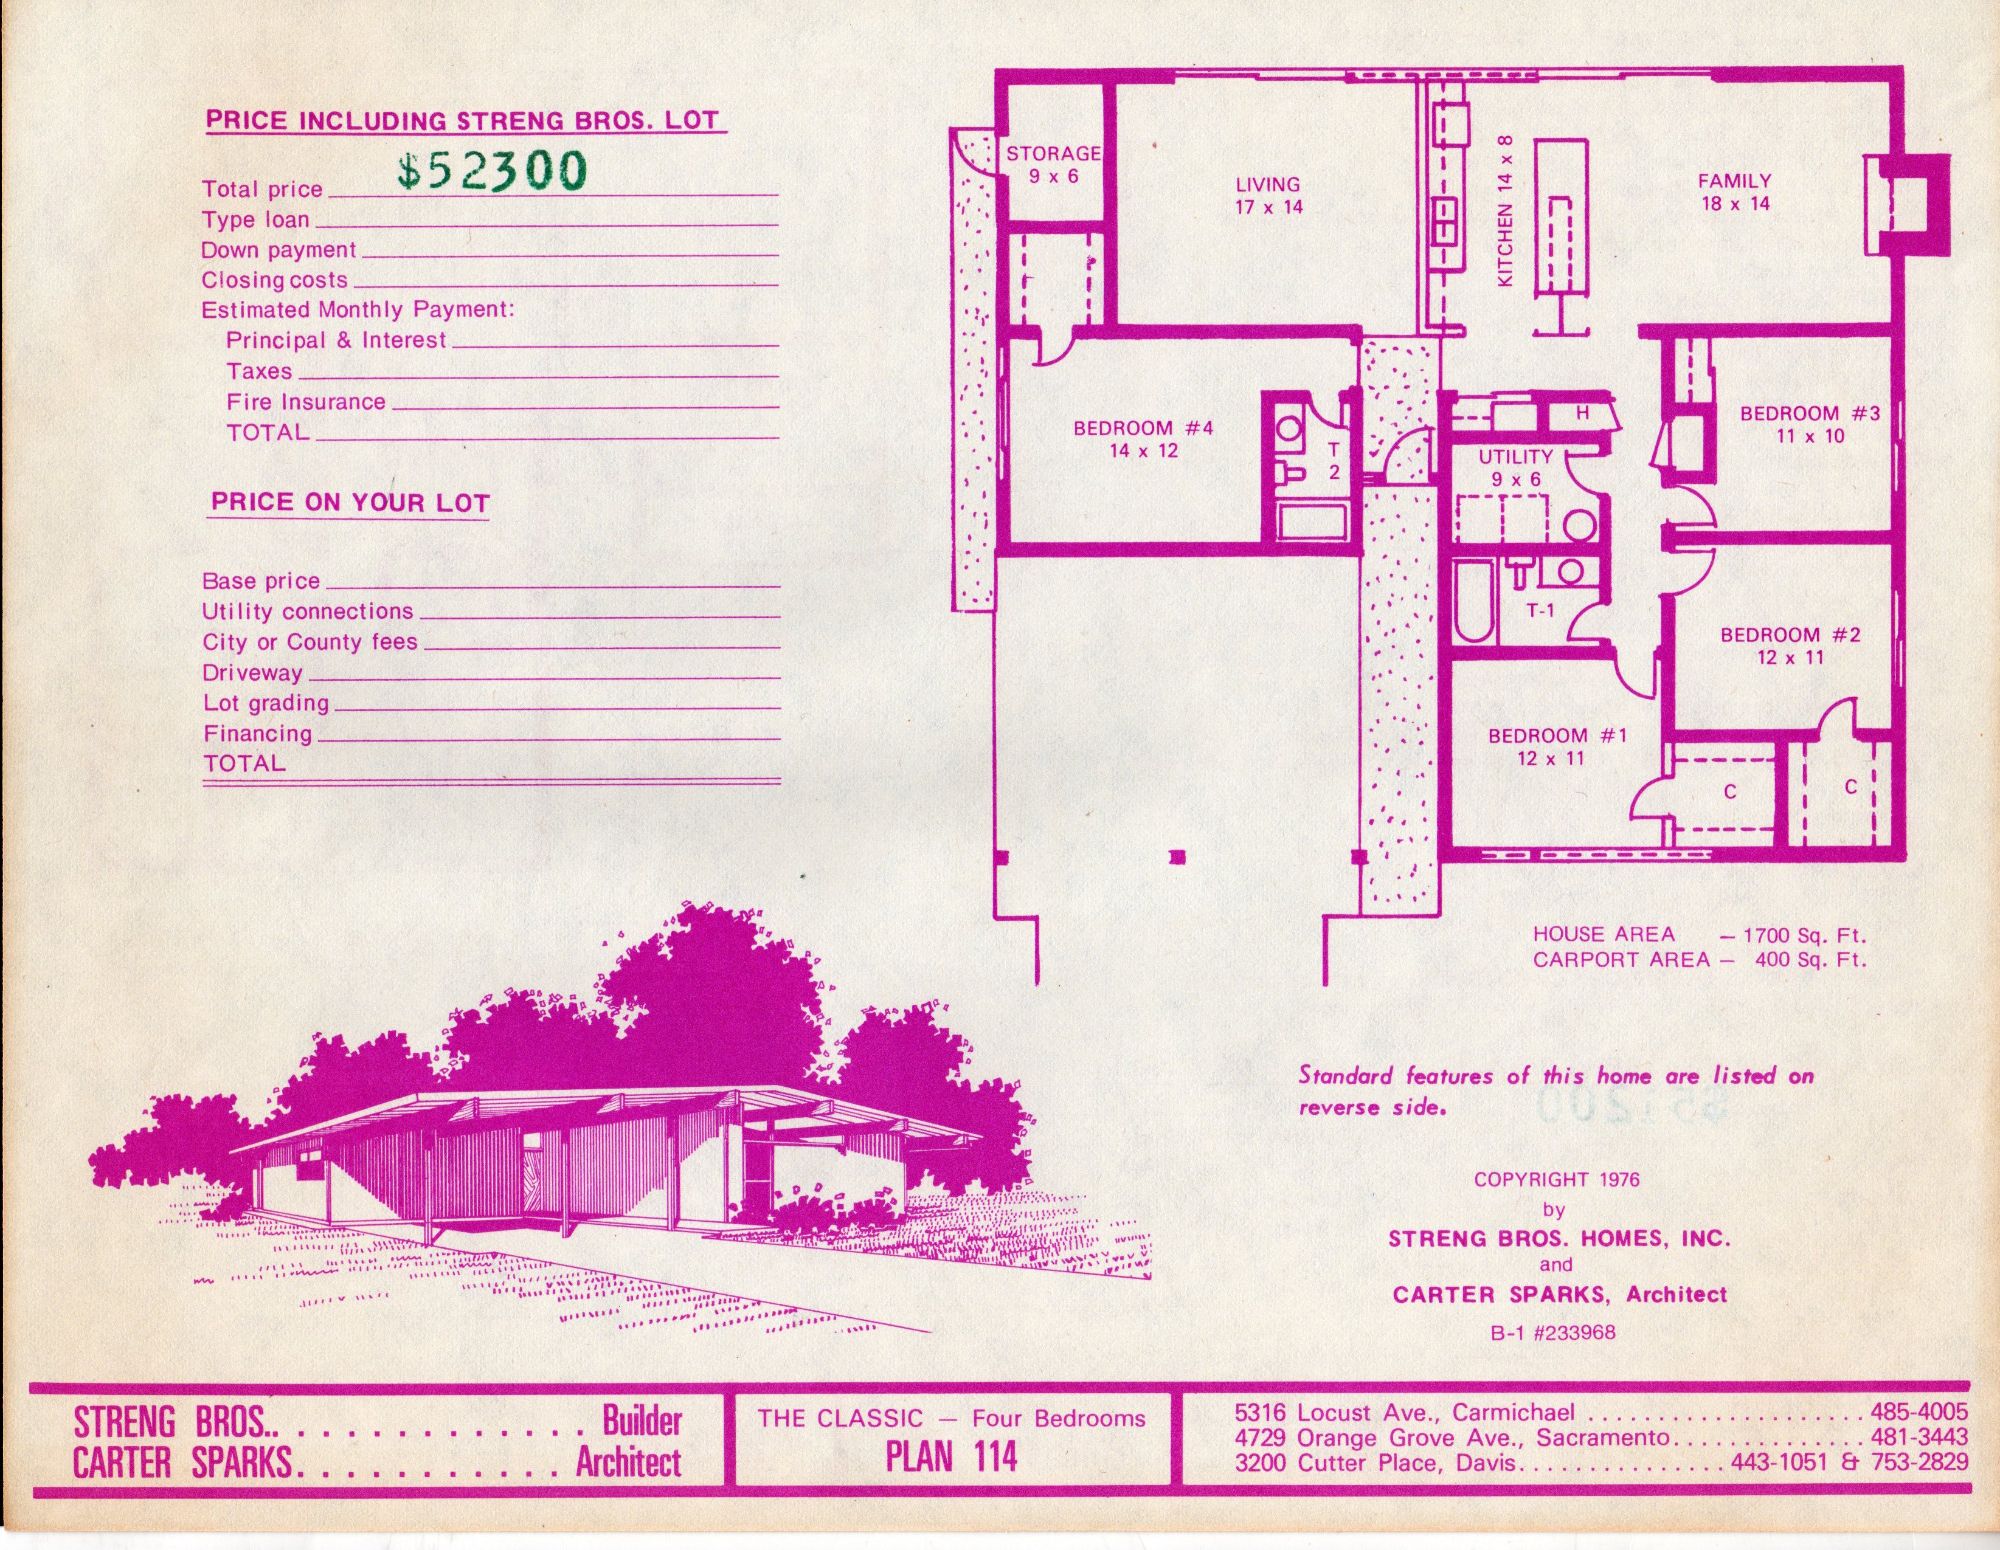 PRICE INCLUDING STRENG BROS. LOT
Total price $52300
Type loan
Down payment
Closing costs
Estimated Monthly Payment:
Principal & Interest
Taxes
Fire Insurance
TOTAL
PRICE ON YOUR LOT
Base price
Utility connections
City or County fees
Driveway
Lot grading
Financing
TOTAL
STORAGE
9 x 6
LIVING
17 x 14
KITCHEN 14 x 8
FAMILY
18 x 14
BEDROOM #4
14 x 12
T
2
H
UTILITY
9 x 6
BEDROOM #3
11 x 10
T-1
BEDROOM #2
12 x 11
BEDROOM #1
12 x 11
C
C
HOUSE AREA – 1700 Sq. Ft.
CARPORT AREA – 400 Sq. Ft.
Standard features of this home are listed on
reverse side.
COPYRIGHT 1976
by
STRENG BROS. HOMES, INC.
and
CARTER SPARKS, Architect
B-1 #233968
STRENG BROS.. . . . . . . . . . . . . . Builder
CARTER SPARKS. . . . . . . . . . . . Architect
THE CLASSIC — Four Bedrooms
PLAN 114
5316 Locust Ave., Carmichael . . . . . . . . . . . . . . . . . . . . . 485-4005
4729 Orange Grove Ave., Sacramento. . . . . . . . . . . . . . . 481-3443
3200 Cutter Place, Davis. . . . . . . . . . . . . . . . 443-1051 & 753-2829